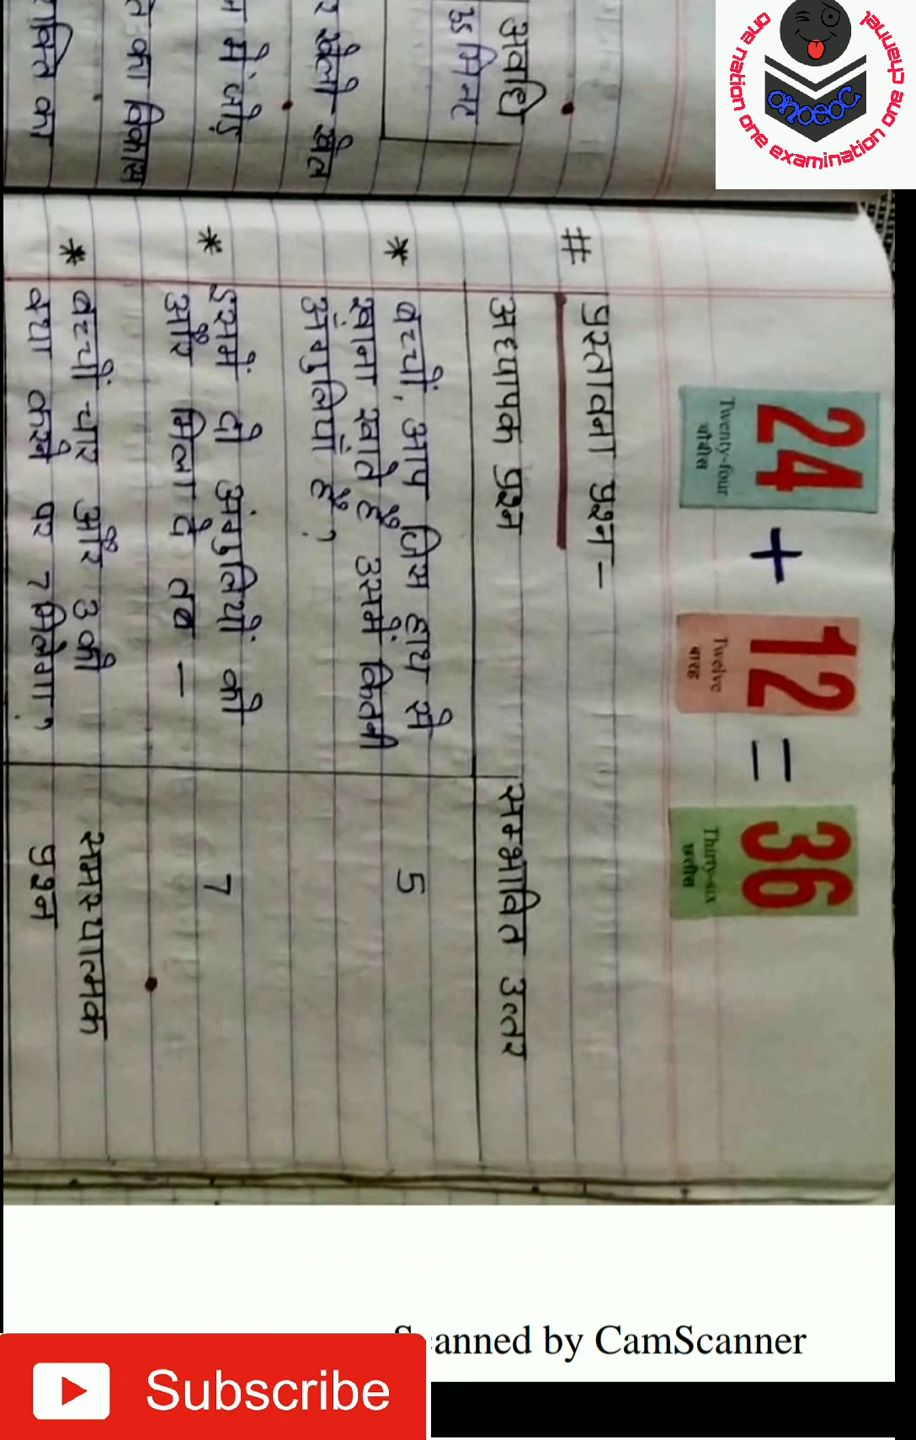 one nation one examination one channel
onoeoc
अवधि
35 मिनट
24 + 12 = 36
Twenty-four Twelve Thirty-six
चौबीस बारह छत्तीस
# प्रस्तावना प्रश्न –
अध्यापक प्रश्न सम्भावित उत्तर
* बच्चों, आप जिस हाथ से 5
खाना खाते हैं उसमें कितनी
अंगुलियां हैं ?
* इसमें दो अंगुलियों को 7
और मिला दे तब –
* बच्चों चार और 3 को समस्यात्मक
क्या करने पर 7 मिलेगा? प्रश्न
Scanned by CamScanner
Subscribe